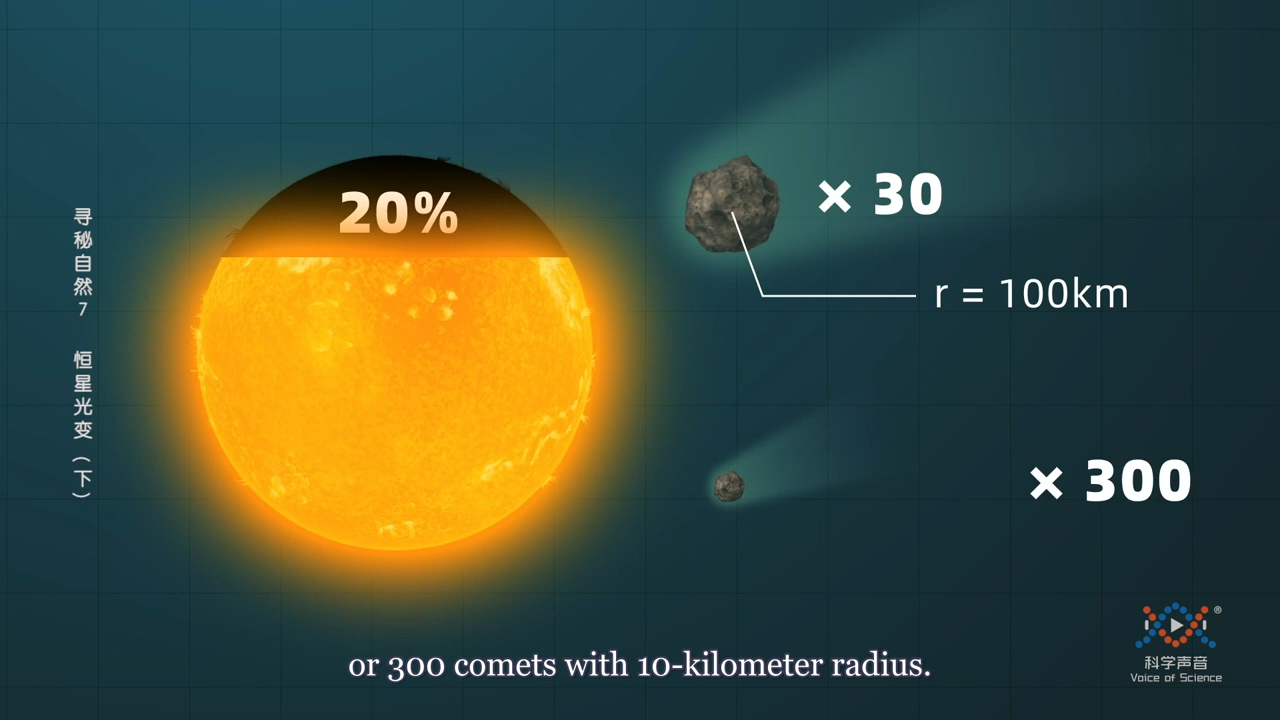 寻秘自然7 恒星光变（下）
20%
× 30
r = 100km
× 300
or 300 comets with 10-kilometer radius.
®
科学声音
Voice of Science